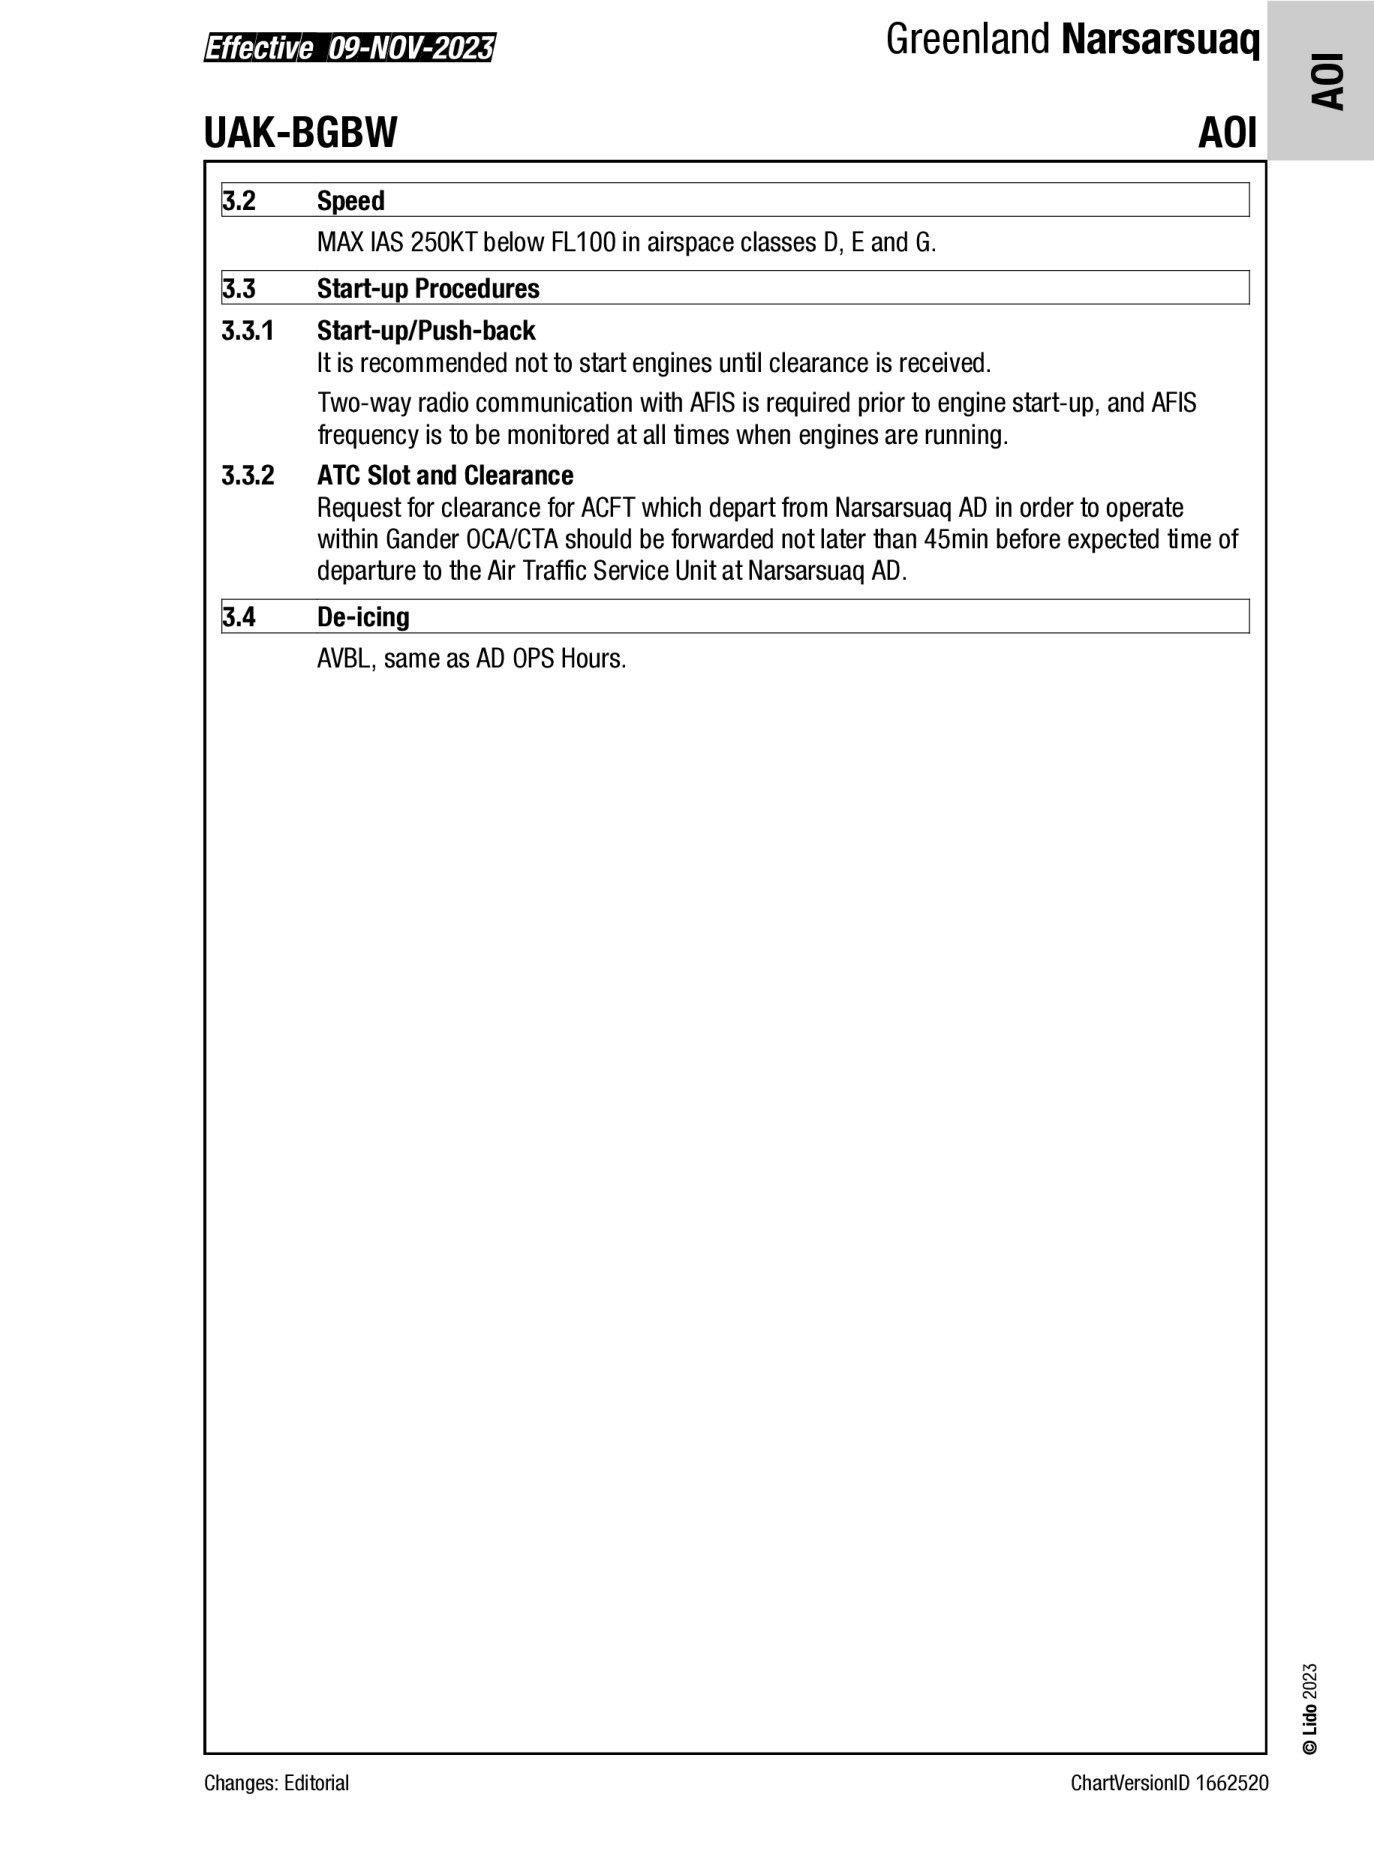 Effective 09-NOV-2023
Greenland Narsarsuaq
AOI
UAK-BGBW
AOI
3.2 Speed
MAX IAS 250KT below FL100 in airspace classes D, E and G.
3.3 Start-up Procedures
3.3.1 Start-up/Push-back
It is recommended not to start engines until clearance is received.
Two-way radio communication with AFIS is required prior to engine start-up, and AFIS
frequency is to be monitored at all times when engines are running.
3.3.2 ATC Slot and Clearance
Request for clearance for ACFT which depart from Narsarsuaq AD in order to operate
within Gander OCA/CTA should be forwarded not later than 45min before expected time of
departure to the Air Traffic Service Unit at Narsarsuaq AD.
3.4 De-icing
AVBL, same as AD OPS Hours.
© Lido 2023
Changes: Editorial
ChartVersionID 1662520